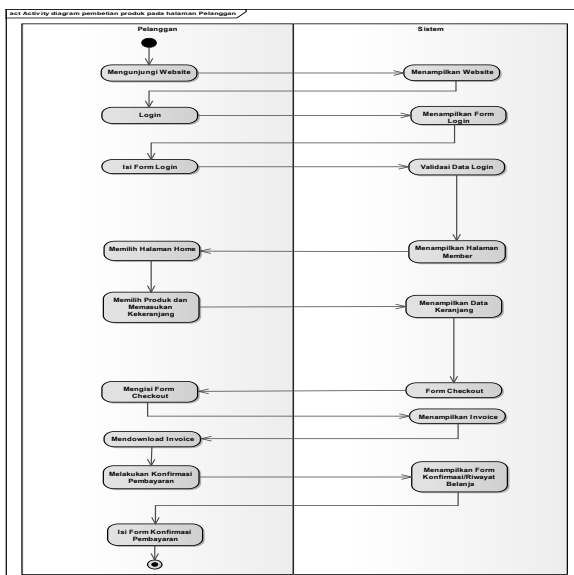 act Activity diagram pembelian produk pada halaman Pelanggan
Pelanggan
Sistem
Mengunjungi Website
Menampilkan Website
Login
Menampilkan Form
Login
Isi Form Login
Validasi Data Login
Memilih Halaman Home
Menampilkan Halaman
Member
Memilih Produk dan
Memasukan
Kekeranjang
Menampilkan Data
Keranjang
Mengisi Form
Checkout
Form Checkout
Menampilkan Invoice
Mendownload Invoice
Melakukan Konfirmasi
Pembayaran
Menampilkan Form
Konfirmasi/Riwayat
Belanja
Isi Form Konfirmasi
Pembayaran